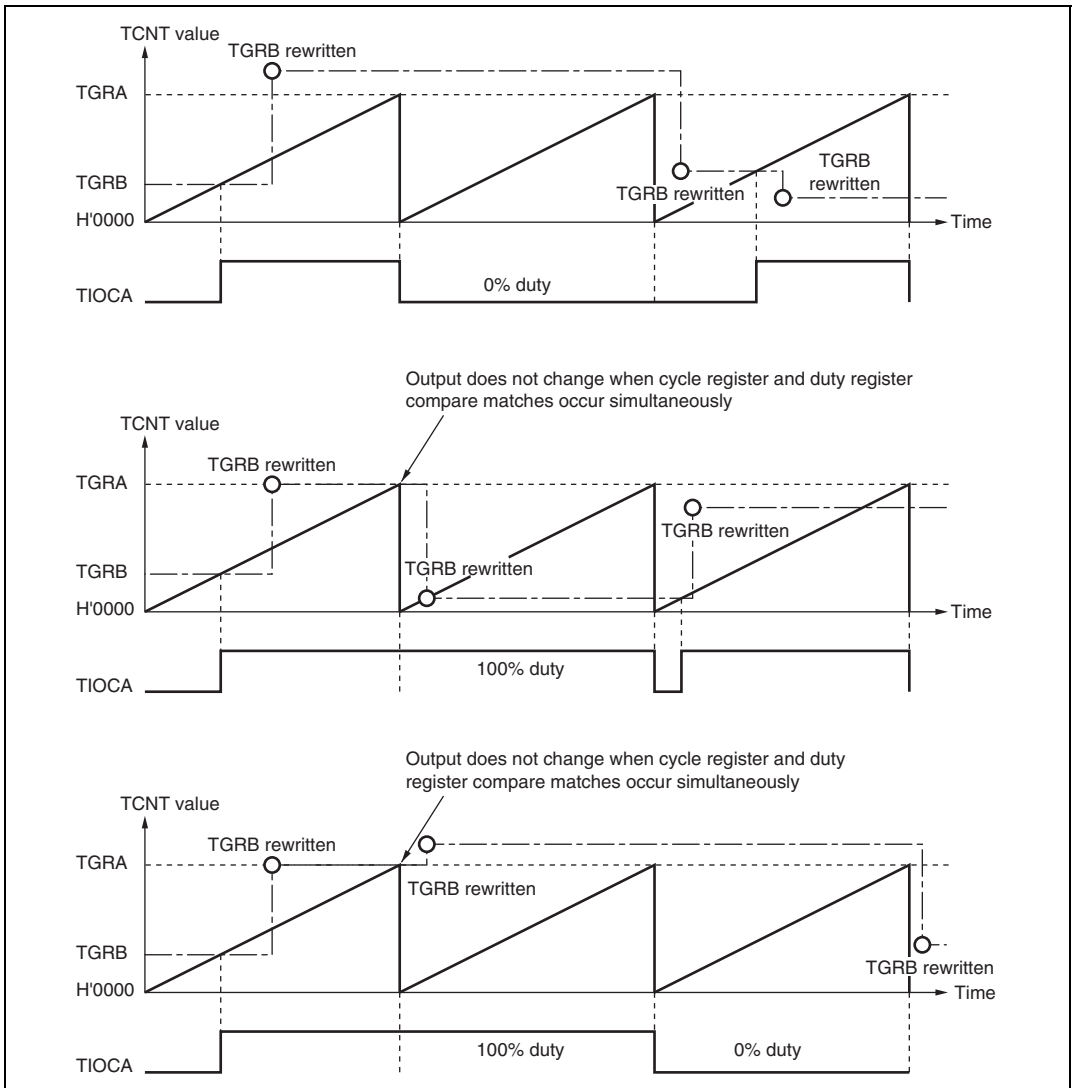 TCNT value
TGRB rewritten
TGRA
TGRB
rewritten
TGRB
TGRB rewritten
H'0000
Time
0% duty
TIOCA
Output does not change when cycle register and duty register
compare matches occur simultaneously
TCNT value
TGRB rewritten
TGRA
TGRB rewritten
TGRB
TGRB rewritten
H'0000
Time
100% duty
TIOCA
Output does not change when cycle register and duty
register compare matches occur simultaneously
TCNT value
TGRB rewritten
TGRA
TGRB rewritten
TGRB
TGRB rewritten
H'0000
Time
100% duty
0% duty
TIOCA